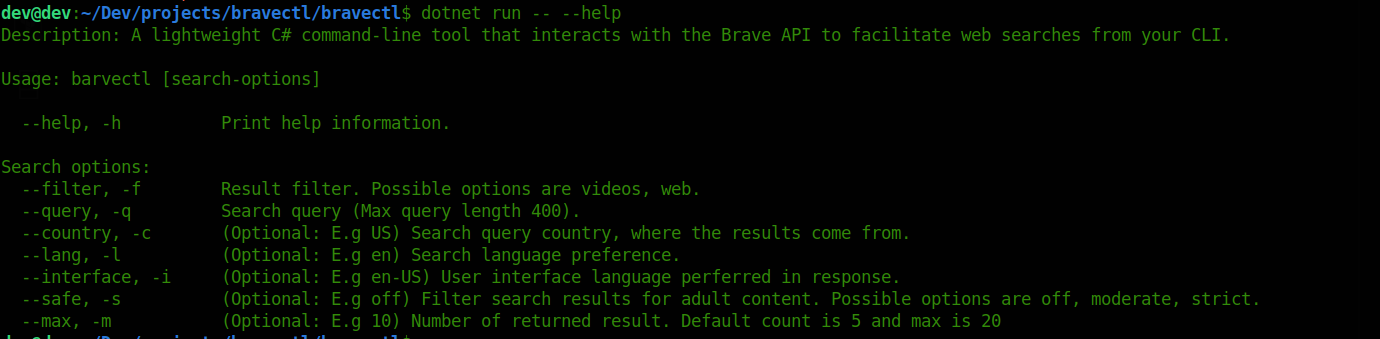 dev@dev:~/Dev/projects/bravectl/bravectl$ dotnet run -- --help
Description: A lightweight C# command-line tool that interacts with the Brave API to facilitate web searches from your CLI.
Usage: barvectl [search-options]
--help, -h Print help information.
Search options:
--filter, -f Result filter. Possible options are videos, web.
--query, -q Search query (Max query length 400).
--country, -c (Optional: E.g US) Search query country, where the results come from.
--lang, -l (Optional: E.g en) Search language preference.
--interface, -i (Optional: E.g en-US) User interface language perferred in response.
--safe, -s (Optional: E.g off) Filter search results for adult content. Possible options are off, moderate, strict.
--max, -m (Optional: E.g 10) Number of returned result. Default count is 5 and max is 20